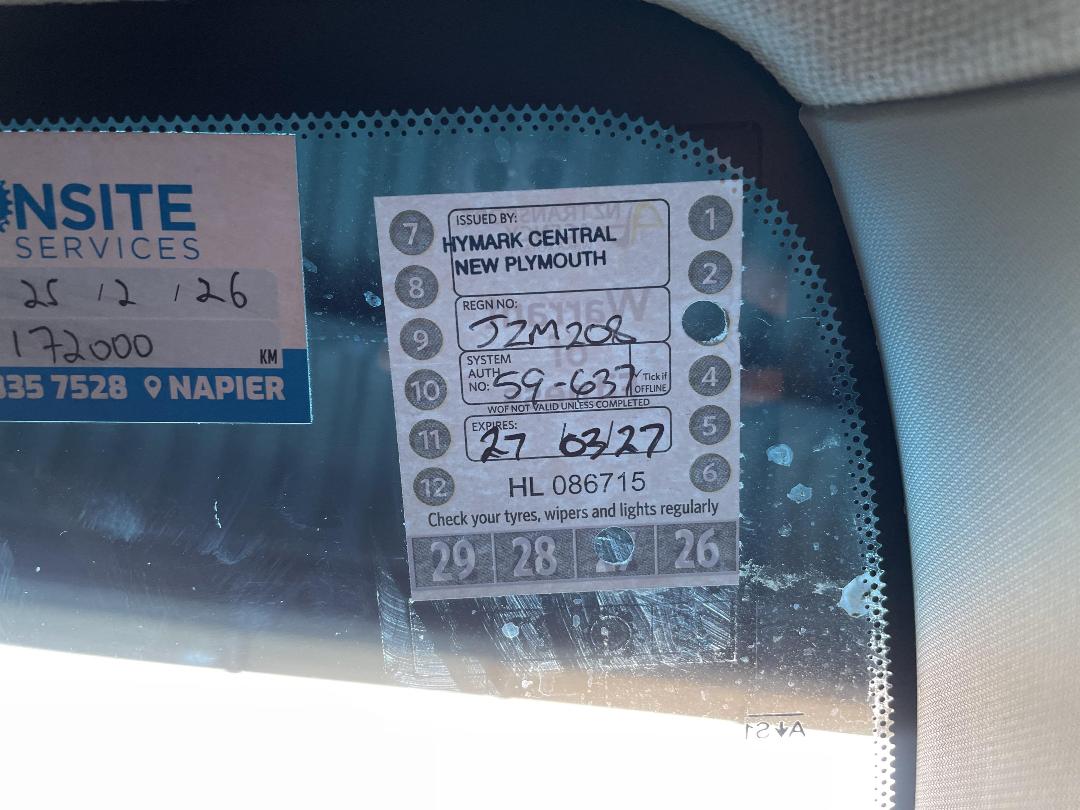 NSITE
SERVICES
25 / 2 / 26
172000 KM
835 7528 NAPIER
7
8
9
10
11
12
ISSUED BY:
HYMARK CENTRAL
NEW PLYMOUTH
REGN NO:
JZM208
SYSTEM
AUTH
NO: 59-637 Tick if
OFFLINE
WOF NOT VALID UNLESS COMPLETED
EXPIRES:
27 03/27
HL 086715
Check your tyres, wipers and lights regularly
29 28 26
1
2
4
5
6